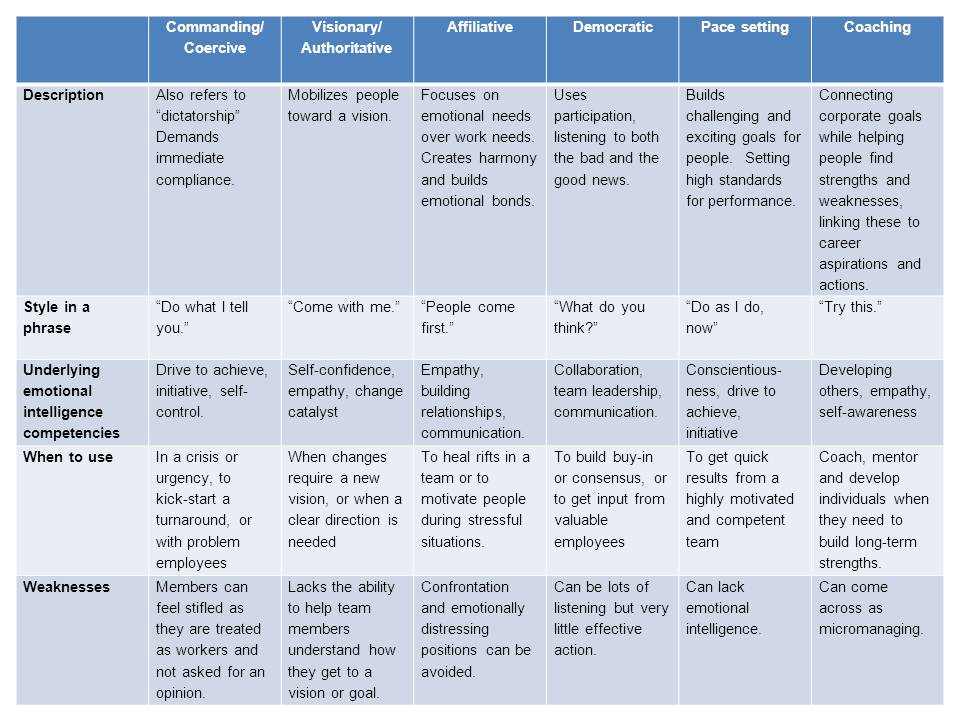 Commanding/
Coercive
Visionary/
Authoritative
Affiliative
Democratic
Pace setting
Coaching
Description
Also refers to
“dictatorship”
Demands
immediate
compliance.
Mobilizes people
toward a vision.
Focuses on
emotional needs
over work needs.
Creates harmony
and builds
emotional bonds.
Uses
participation,
listening to both
the bad and the
good news.
Builds
challenging and
exciting goals for
people. Setting
high standards
for performance.
Connecting
corporate goals
while helping
people find
strengths and
weaknesses,
linking these to
career
aspirations and
actions.
Style in a
phrase
“Do what I tell
you.”
“Come with me.”
“People come
first.”
“What do you
think?”
“Do as I do,
now”
“Try this.”
Underlying
emotional
intelligence
competencies
Drive to achieve,
initiative, self-
control.
Self-confidence,
empathy, change
catalyst
Empathy,
building
relationships,
communication.
Collaboration,
team leadership,
communication.
Conscientious-
ness, drive to
achieve,
initiative
Developing
others, empathy,
self-awareness
When to use
In a crisis or
urgency, to
kick-start a
turnaround, or
with problem
employees
When changes
require a new
vision, or when a
clear direction is
needed
To heal rifts in a
team or to
motivate people
during stressful
situations.
To build buy-in
or consensus, or
to get input from
valuable
employees
To get quick
results from a
highly motivated
and competent
team
Coach, mentor
and develop
individuals when
they need to
build long-term
strengths.
Weaknesses
Members can
feel stifled as
they are treated
as workers and
not asked for an
opinion.
Lacks the ability
to help team
members
understand how
they get to a
vision or goal.
Confrontation
and emotionally
distressing
positions can be
avoided.
Can be lots of
listening but very
little effective
action.
Can lack
emotional
intelligence.
Can come
across as
micromanaging.